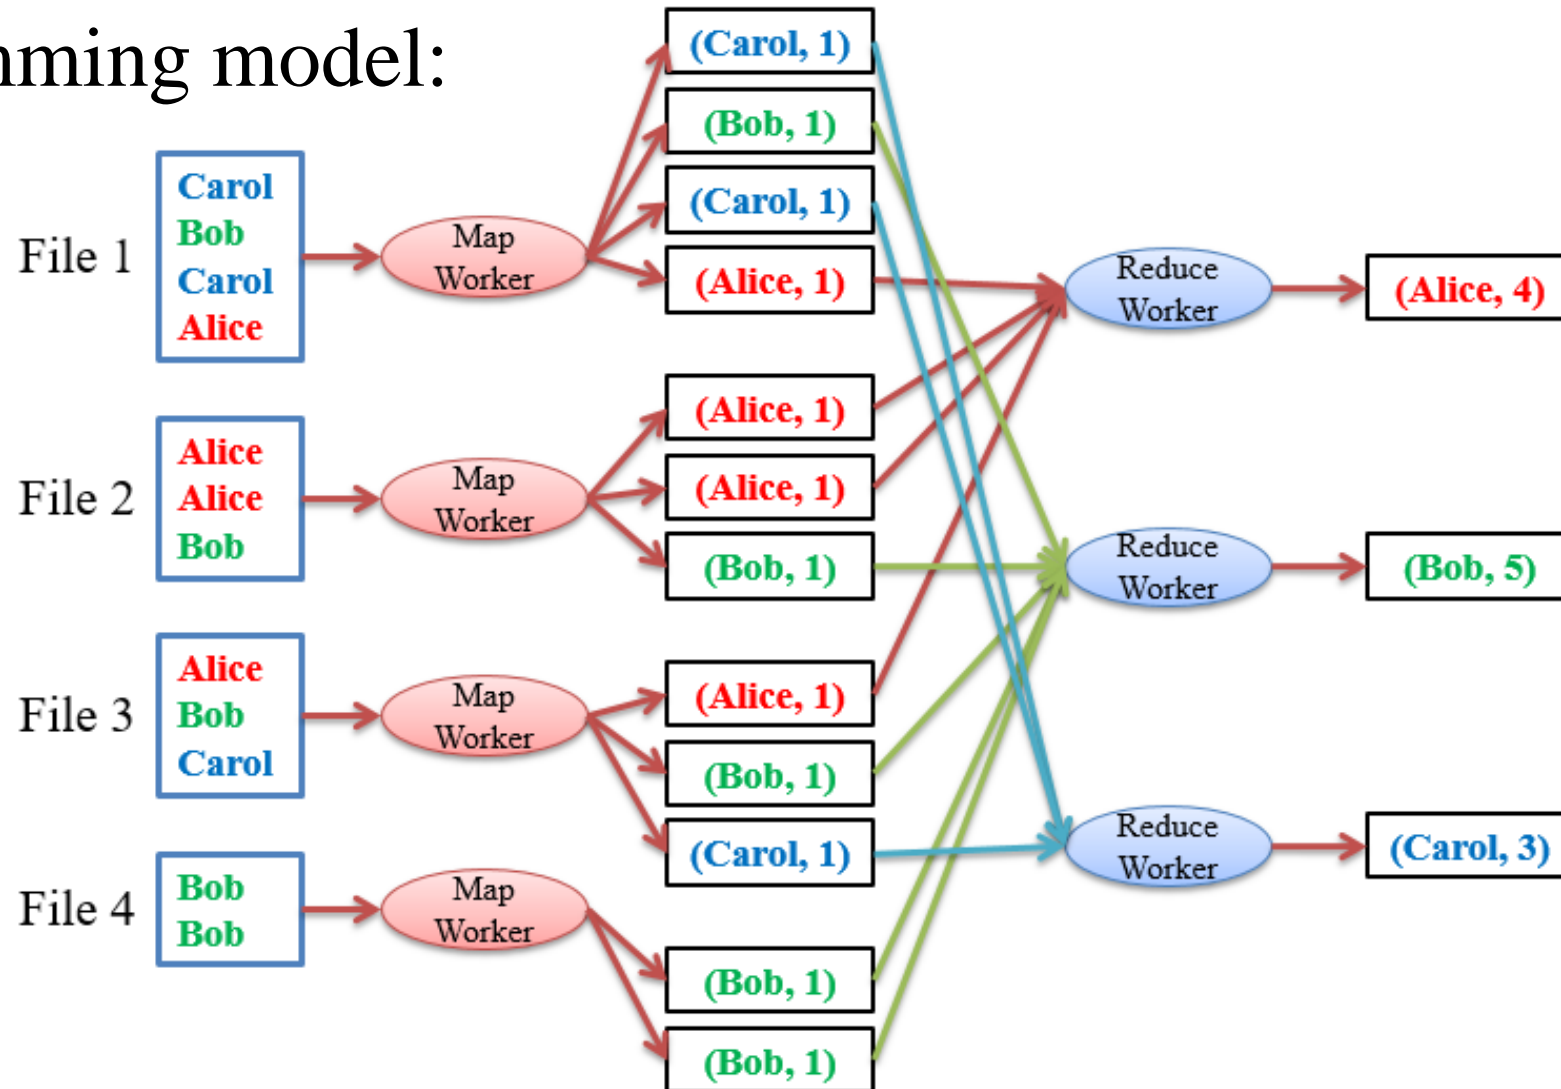 nming model:
File 1
Carol
Bob
Carol
Alice
Map
Worker
(Carol, 1)
(Bob, 1)
(Carol, 1)
(Alice, 1)
File 2
Alice
Alice
Bob
Map
Worker
(Alice, 1)
(Alice, 1)
(Bob, 1)
File 3
Alice
Bob
Carol
Map
Worker
(Alice, 1)
(Bob, 1)
(Carol, 1)
File 4
Bob
Bob
Map
Worker
(Bob, 1)
(Bob, 1)
Reduce
Worker
(Alice, 4)
Reduce
Worker
(Bob, 5)
Reduce
Worker
(Carol, 3)